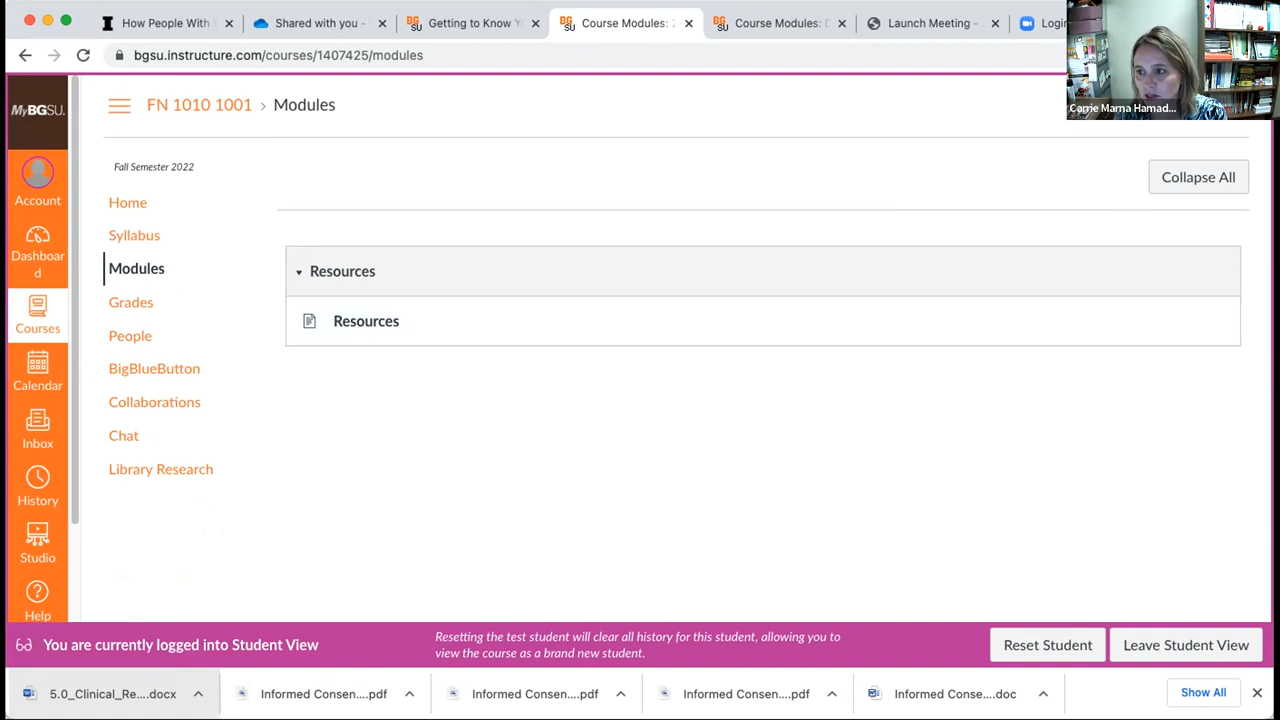 How People With
Shared with you -
Getting to Know Y
Course Modules: 2
Course Modules: D
Launch Meeting -
Login
bgsu.instructure.com/courses/1407425/modules
Carrie Marna Hamad...
MyBGSU.
FN 1010 1001 › Modules
Fall Semester 2022
Collapse All
Account
Dashboar
d
Courses
Calendar
Inbox
History
Studio
Help
Home
Syllabus
Modules
Grades
People
BigBlueButton
Collaborations
Chat
Library Research
Resources
Resources
You are currently logged into Student View
Resetting the test student will clear all history for this student, allowing you to
view the course as a brand new student.
Reset Student
Leave Student View
5.0_Clinical_Re....docx
Informed Consen....pdf
Informed Consen....pdf
Informed Consen....pdf
Informed Conse....doc
Show All